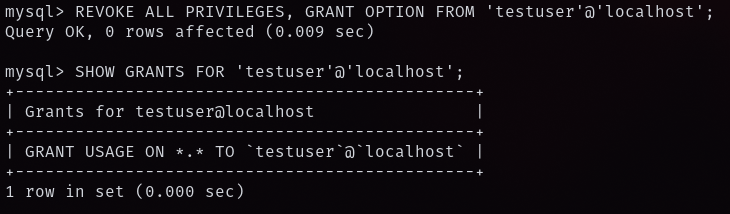 mysql> REVOKE ALL PRIVILEGES, GRANT OPTION FROM 'testuser'@'localhost';
Query OK, 0 rows affected (0.009 sec)

mysql> SHOW GRANTS FOR 'testuser'@'localhost';
+----------------------------------------------+
| Grants for testuser@localhost                |
+----------------------------------------------+
| GRANT USAGE ON *.* TO `testuser`@`localhost` |
+----------------------------------------------+
1 row in set (0.000 sec)